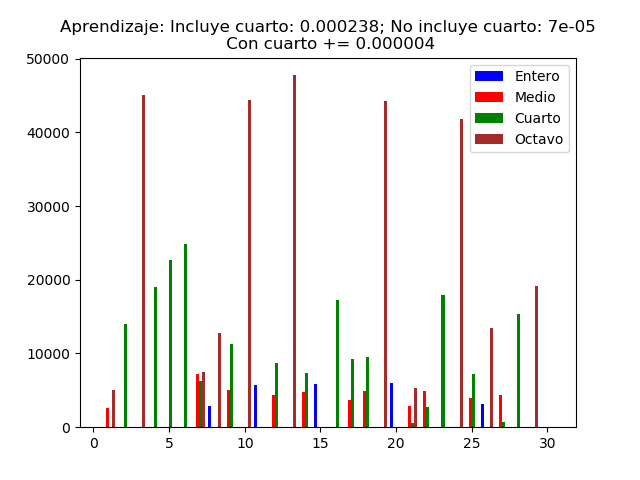 Aprendizaje: Incluye cuarto: 0.000238; No incluye cuarto: 7e-05
Con cuarto += 0.000004
50000
40000
30000
20000
10000
0
Entero
Medio
Cuarto
Octavo
0 5 10 15 20 25 30